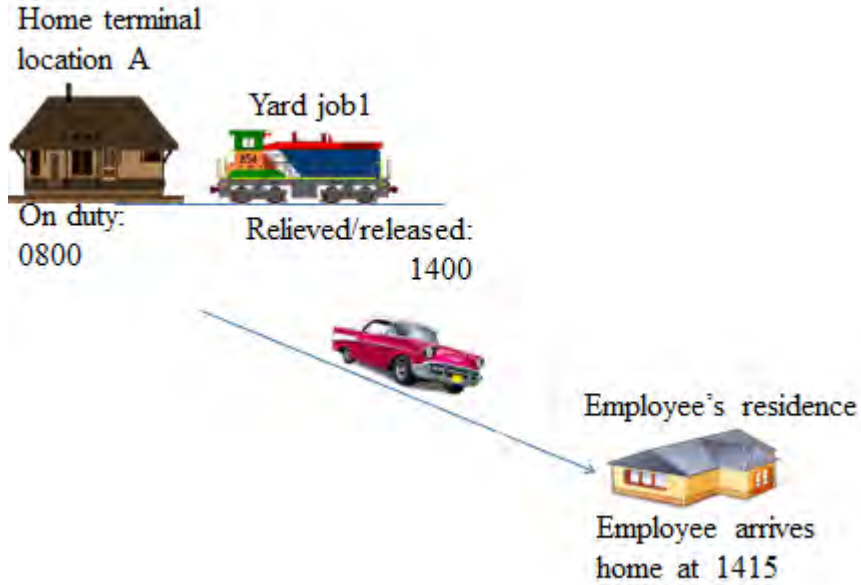 Home terminal
location A
Yard job1
On duty:
0800
Relieved/released:
1400
Employee's residence
Employee arrives
home at 1415